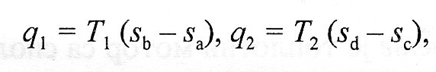 q₁ = T₁ (s_b – s_a), q₂ = T₂ (s_d – s_c),